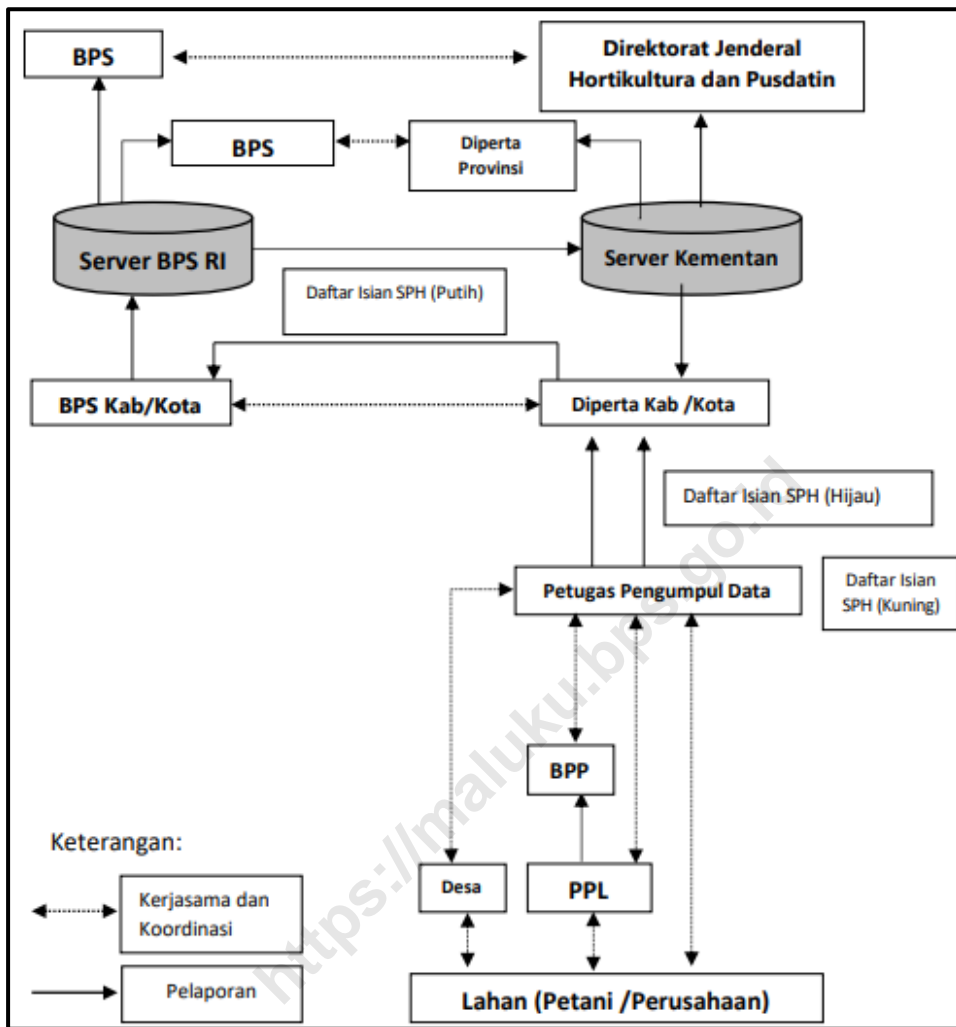 BPS
Direktorat Jenderal
Hortikultura dan Pusdatin
BPS
Diperta
Provinsi
Server BPS RI
Server Kementan
Daftar Isian SPH (Putih)
BPS Kab/Kota
Diperta Kab /Kota
Daftar Isian SPH (Hijau)
Petugas Pengumpul Data
Daftar Isian
SPH (Kuning)
BPP
Keterangan:
Desa
PPL
Kerjasama dan
Koordinasi
Pelaporan
Lahan (Petani /Perusahaan)
https://maluku.bps.go.id